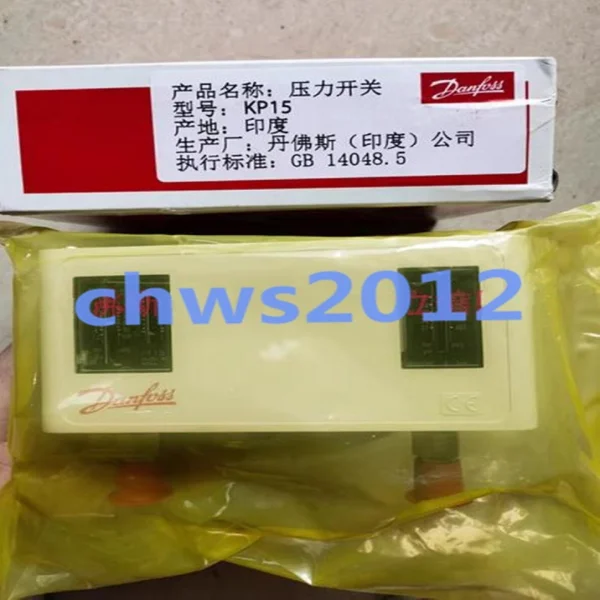 产品名称：压力开关
型号：KP15
产地：印度
生产厂：丹佛斯（印度）公司
执行标准：GB 14048.5
Danfoss
chws2012
Danfoss
CE